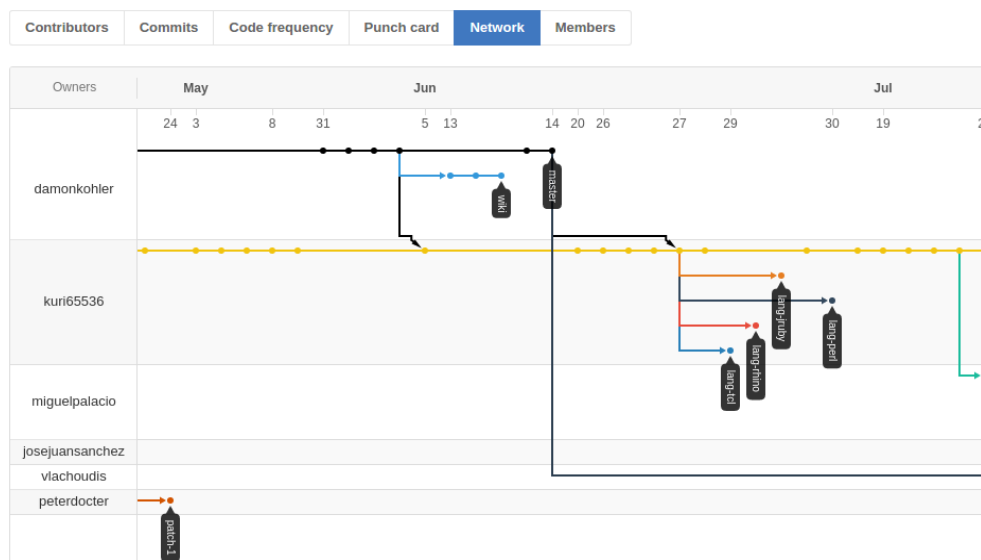 Contributors Commits Code frequency Punch card Network Members
Owners May Jun Jul
24 3 8 31 5 13 14 20 26 27 29 30 19
damonkohler
wiki
master
kuri65536
lang-jruby
lang-perl
lang-rhino
lang-tcl
miguelpalacio
josejuansanchez
vlachoudis
peterdocter
patch-1